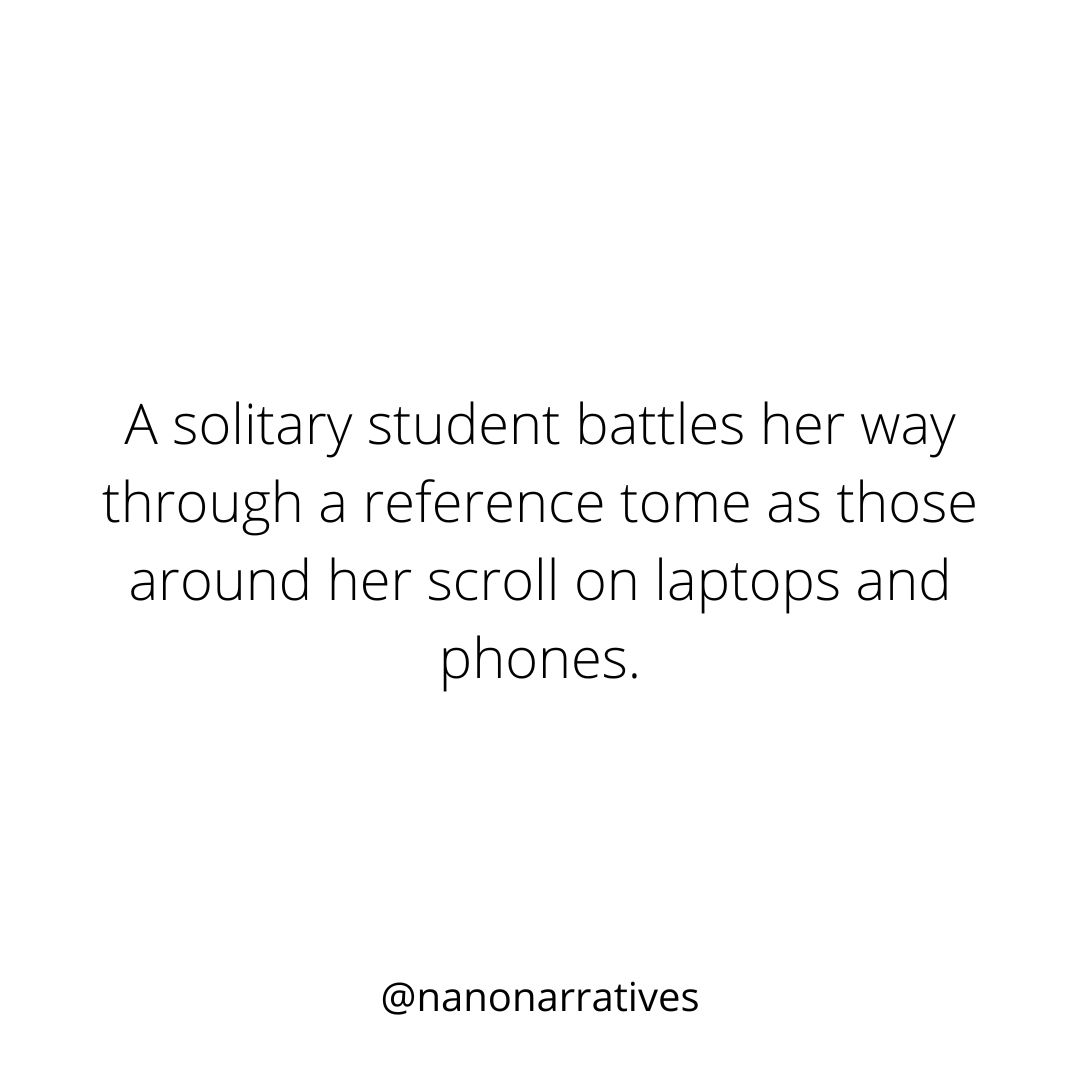 A solitary student battles her way
through a reference tome as those
around her scroll on laptops and
phones.
@nanonarratives